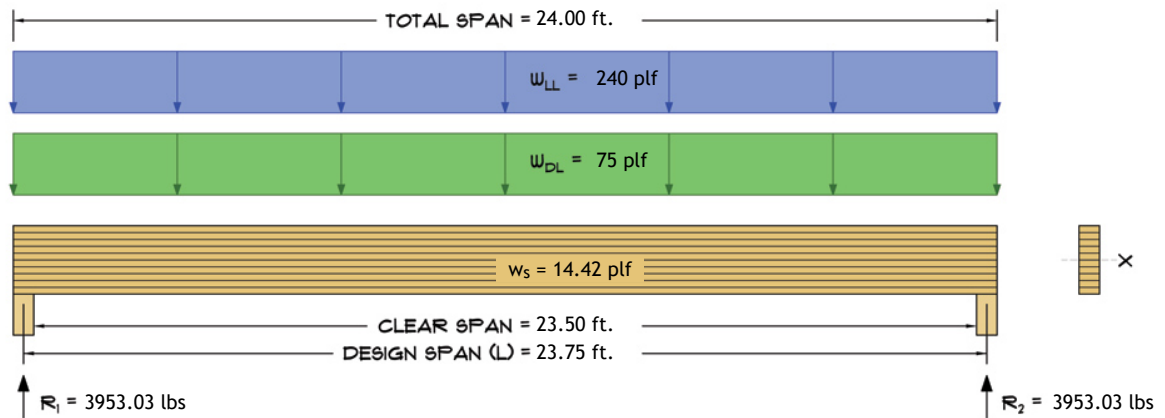 TOTAL SPAN = 24.00 ft.
WLL = 240 plf
WDL = 75 plf
ws = 14.42 plf
X
CLEAR SPAN = 23.50 ft.
DESIGN SPAN (L) = 23.75 ft.
R1 = 3953.03 lbs
R2 = 3953.03 lbs